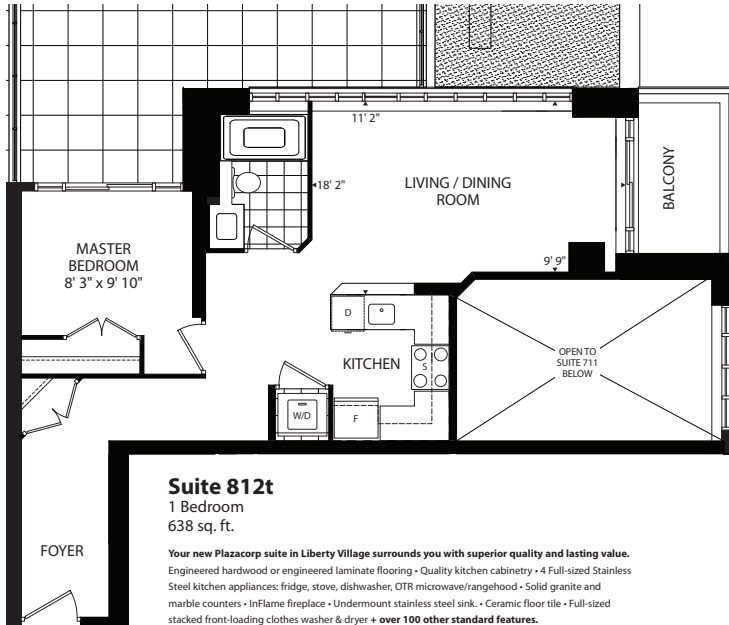 11' 2"
18' 2"
LIVING / DINING
ROOM
BALCONY
MASTER
BEDROOM
8' 3" x 9' 10"
9' 9"
D
KITCHEN
S
OPEN TO
SUITE 711
BELOW
W/D
F
FOYER
Suite 812t
1 Bedroom
638 sq. ft.
Your new Plazacorp suite in Liberty Village surrounds you with superior quality and lasting value.
Engineered hardwood or engineered laminate flooring • Quality kitchen cabinetry • 4 Full-sized Stainless
Steel kitchen appliances: fridge, stove, dishwasher, OTR microwave/rangehood • Solid granite and
marble counters • InFlame fireplace • Undermount stainless steel sink. • Ceramic floor tile • Full-sized
stacked front-loading clothes washer & dryer + over 100 other standard features.